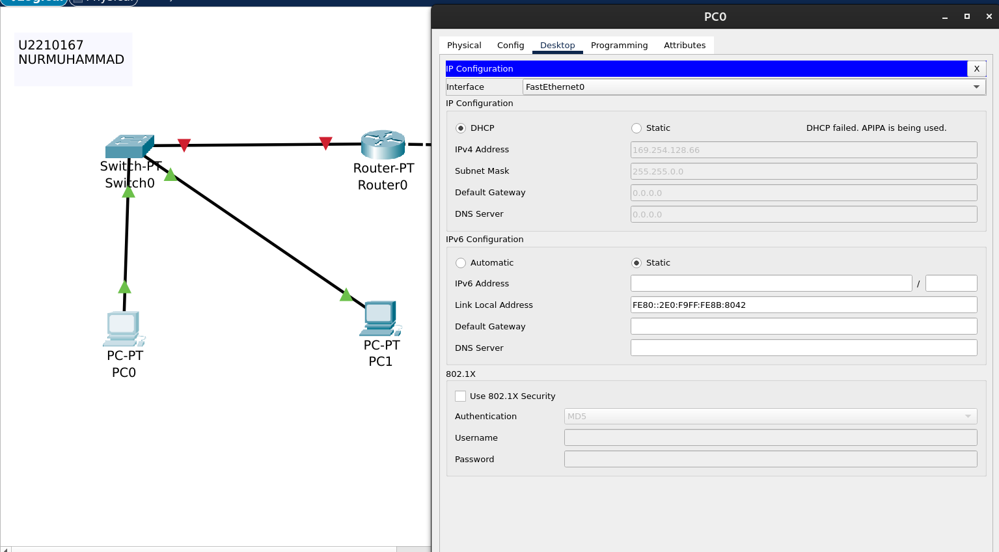 U2210167
NURMUHAMMAD
Switch-PT
Switch0
Router-PT
Router0
PC-PT
PC0
PC-PT
PC1
PC0
Physical
Config
Desktop
Programming
Attributes
IP Configuration
X
Interface
FastEthernet0
IP Configuration
DHCP
Static
DHCP failed. APIPA is being used.
IPv4 Address
169.254.128.66
Subnet Mask
255.255.0.0
Default Gateway
0.0.0.0
DNS Server
0.0.0.0
IPv6 Configuration
Automatic
Static
IPv6 Address
/
Link Local Address
FE80::2E0:F9FF:FE8B:8042
Default Gateway
DNS Server
802.1X
Use 802.1X Security
Authentication
MD5
Username
Password